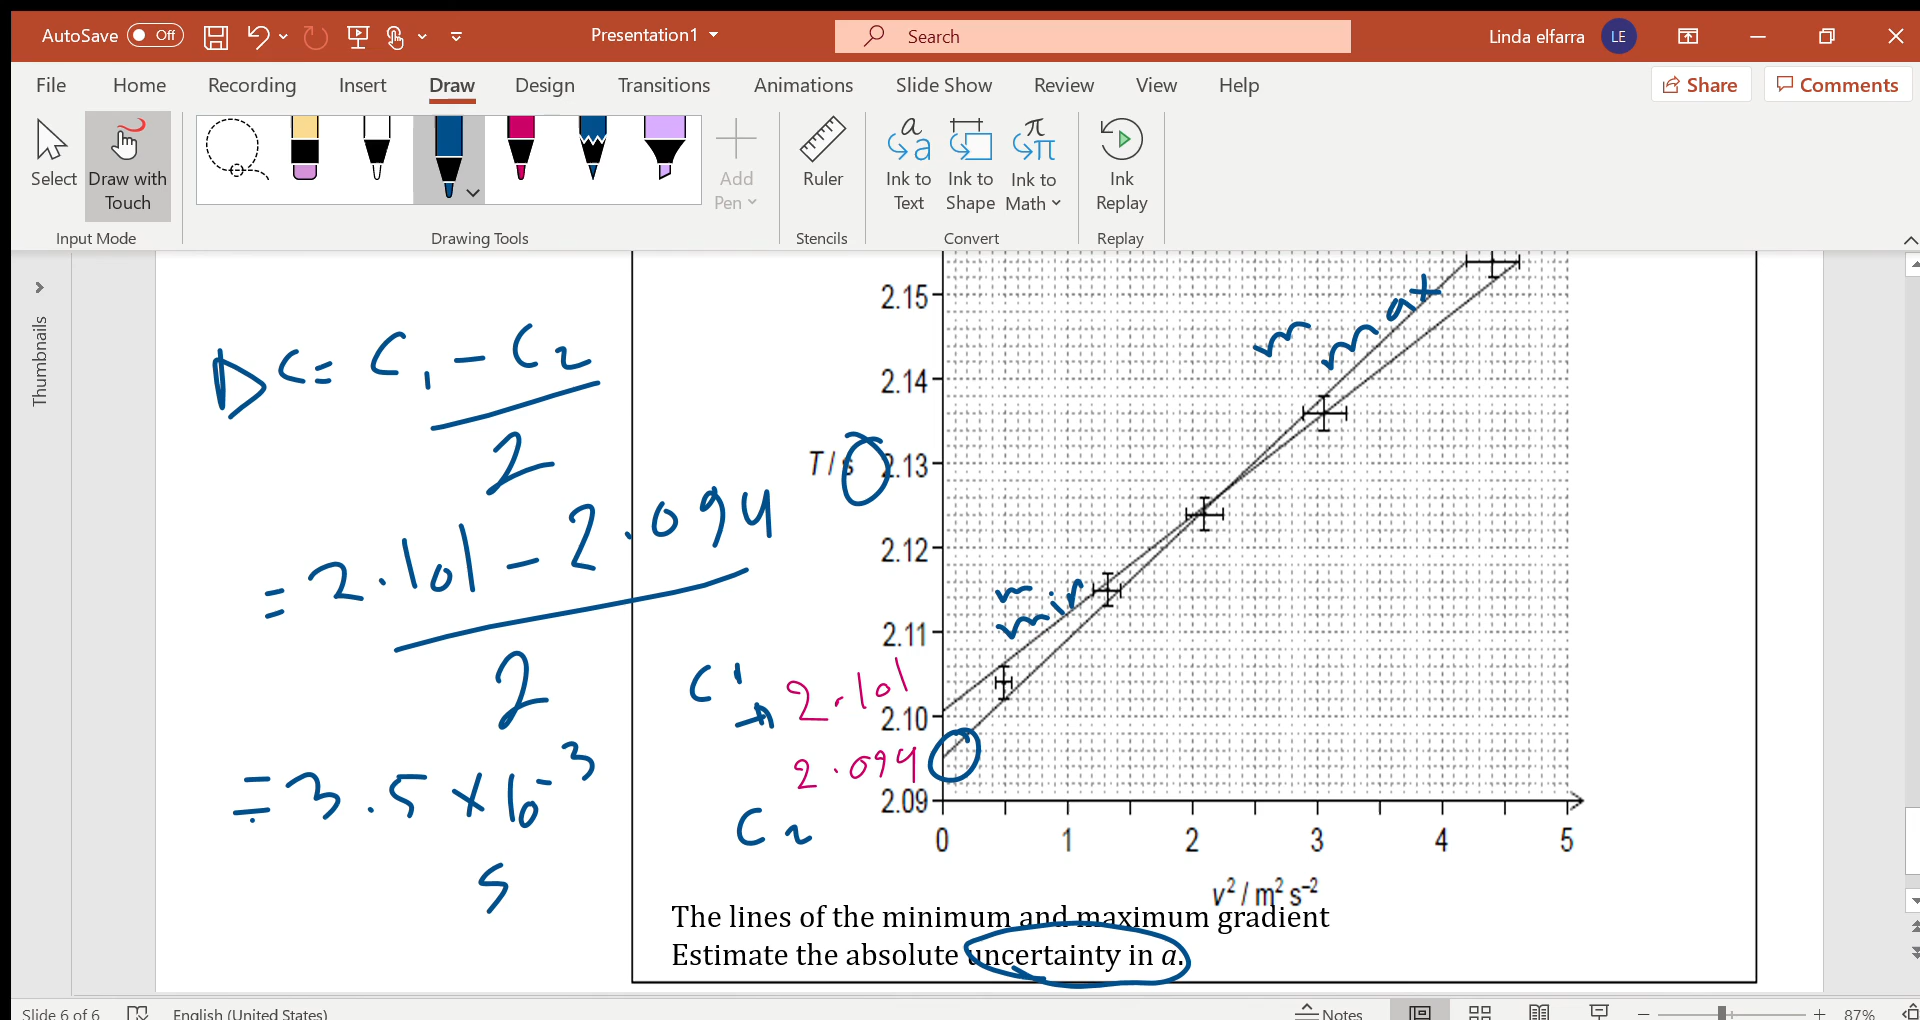 AutoSave Off Presentation1 Search Linda elfarra LE
File Home Recording Insert Draw Design Transitions Animations Slide Show Review View Help Share Comments
Select Draw with Touch Add Pen Ruler Ink to Text Ink to Shape Ink to Math Ink Replay
Input Mode Drawing Tools Stencils Convert Replay
Thumbnails
Δc = c₁ - c₂
2
= 2.101 - 2.094
2
= 3.5 × 10⁻³
s
2.15
2.14
T / s 2.13
2.12
2.11
2.10
2.09
0 1 2 3 4 5
v² / m² s⁻²
m max
m min
c₁ → 2.101
2.094
c₂
The lines of the minimum and maximum gradient
Estimate the absolute uncertainty in a.
Slide 6 of 6 English (United States) Notes 87%